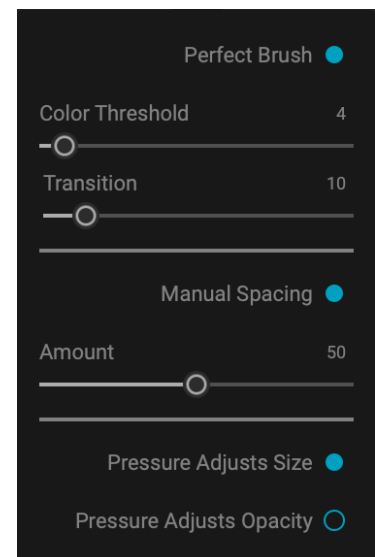 Perfect Brush
Color Threshold 4
Transition 10
Manual Spacing
Amount 50
Pressure Adjusts Size
Pressure Adjusts Opacity